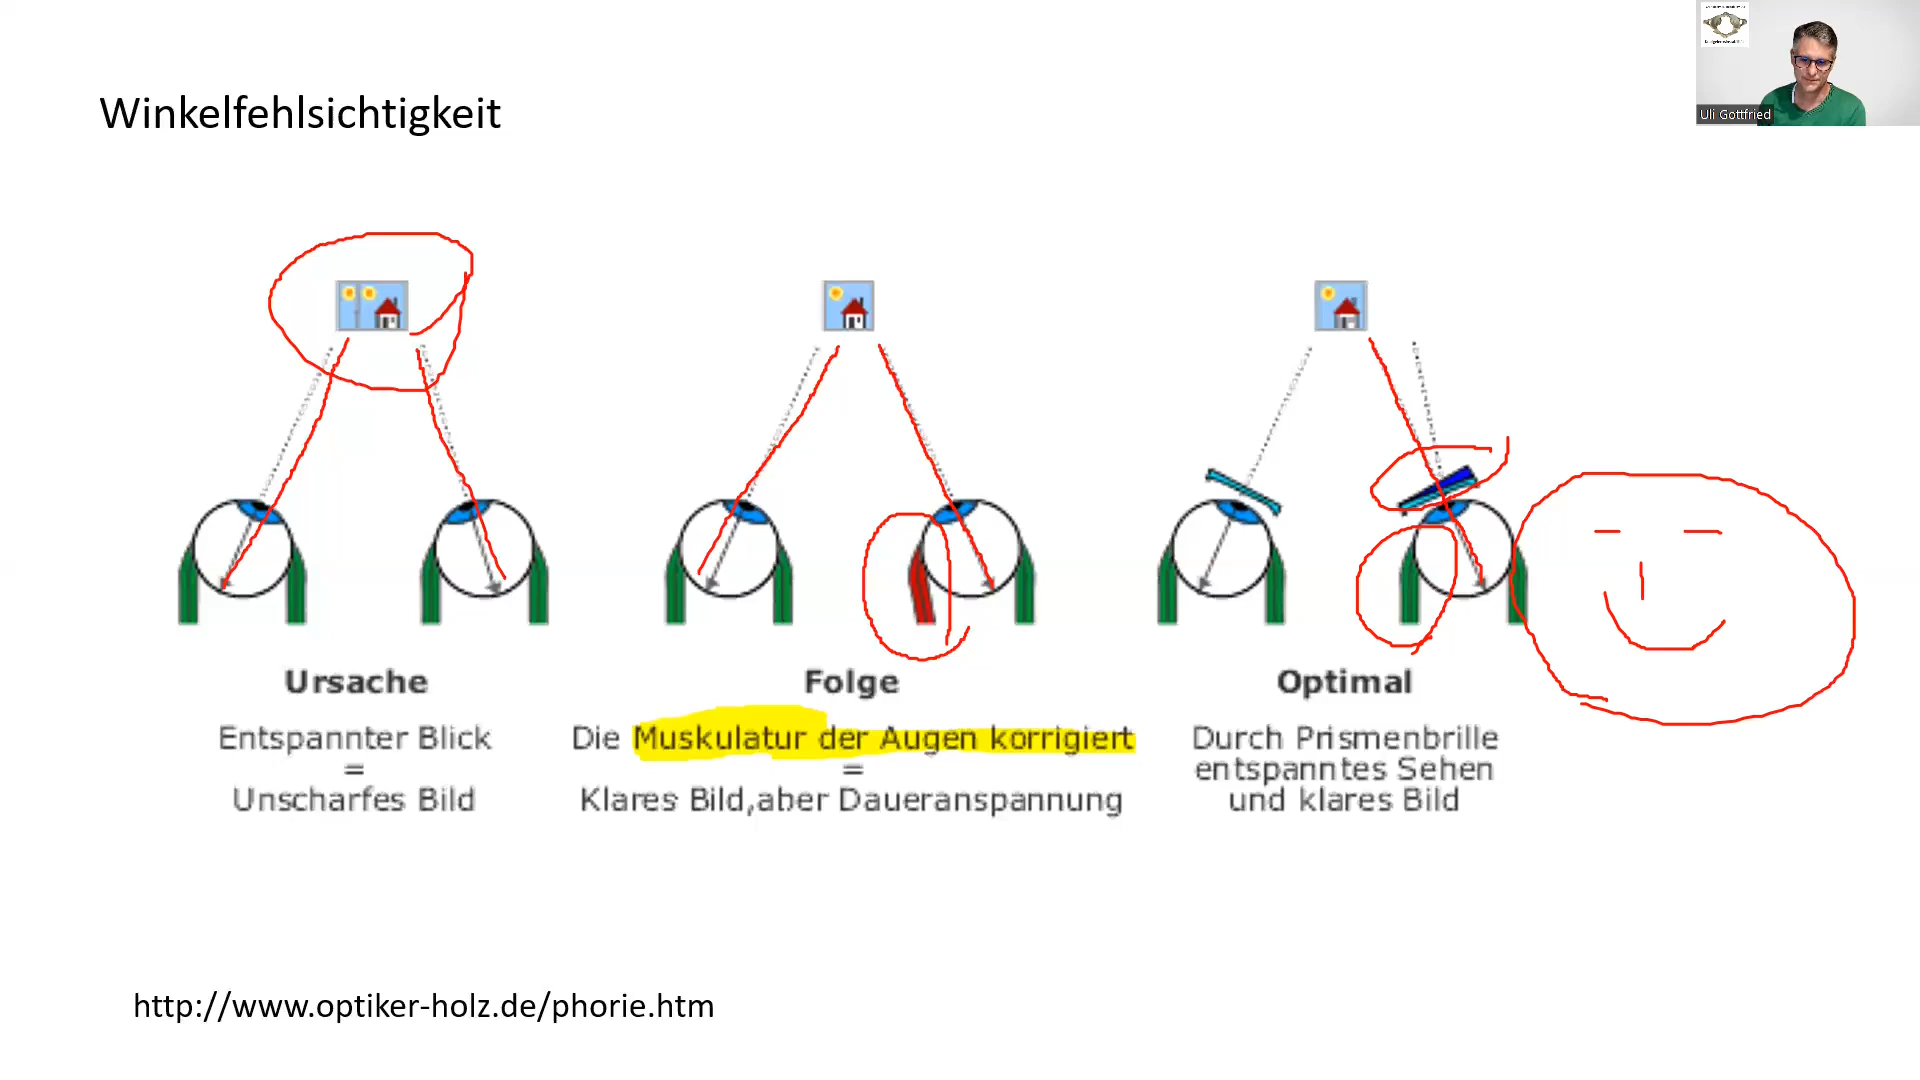 Winkelfehlsichtigkeit
Uli Gottfried
Ursache
Entspannter Blick
=
Unscharfes Bild
Folge
Die Muskulatur der Augen korrigiert
=
Klares Bild,aber Daueranspannung
Optimal
Durch Prismenbrille
entspanntes Sehen
und klares Bild
http://www.optiker-holz.de/phorie.htm